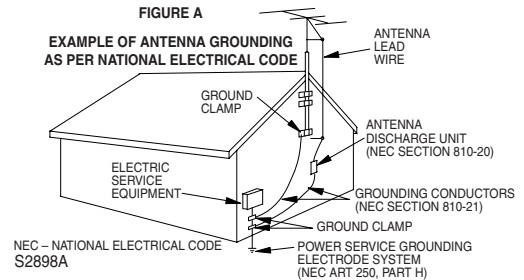 FIGURE A
EXAMPLE OF ANTENNA GROUNDING
AS PER NATIONAL ELECTRICAL CODE
ANTENNA
LEAD
WIRE
GROUND
CLAMP
ANTENNA
DISCHARGE UNIT
(NEC SECTION 810-20)
ELECTRIC
SERVICE
EQUIPMENT
GROUNDING CONDUCTORS
(NEC SECTION 810-21)
GROUND CLAMP
NEC – NATIONAL ELECTRICAL CODE
S2898A
POWER SERVICE GROUNDING
ELECTRODE SYSTEM
(NEC ART 250, PART H)